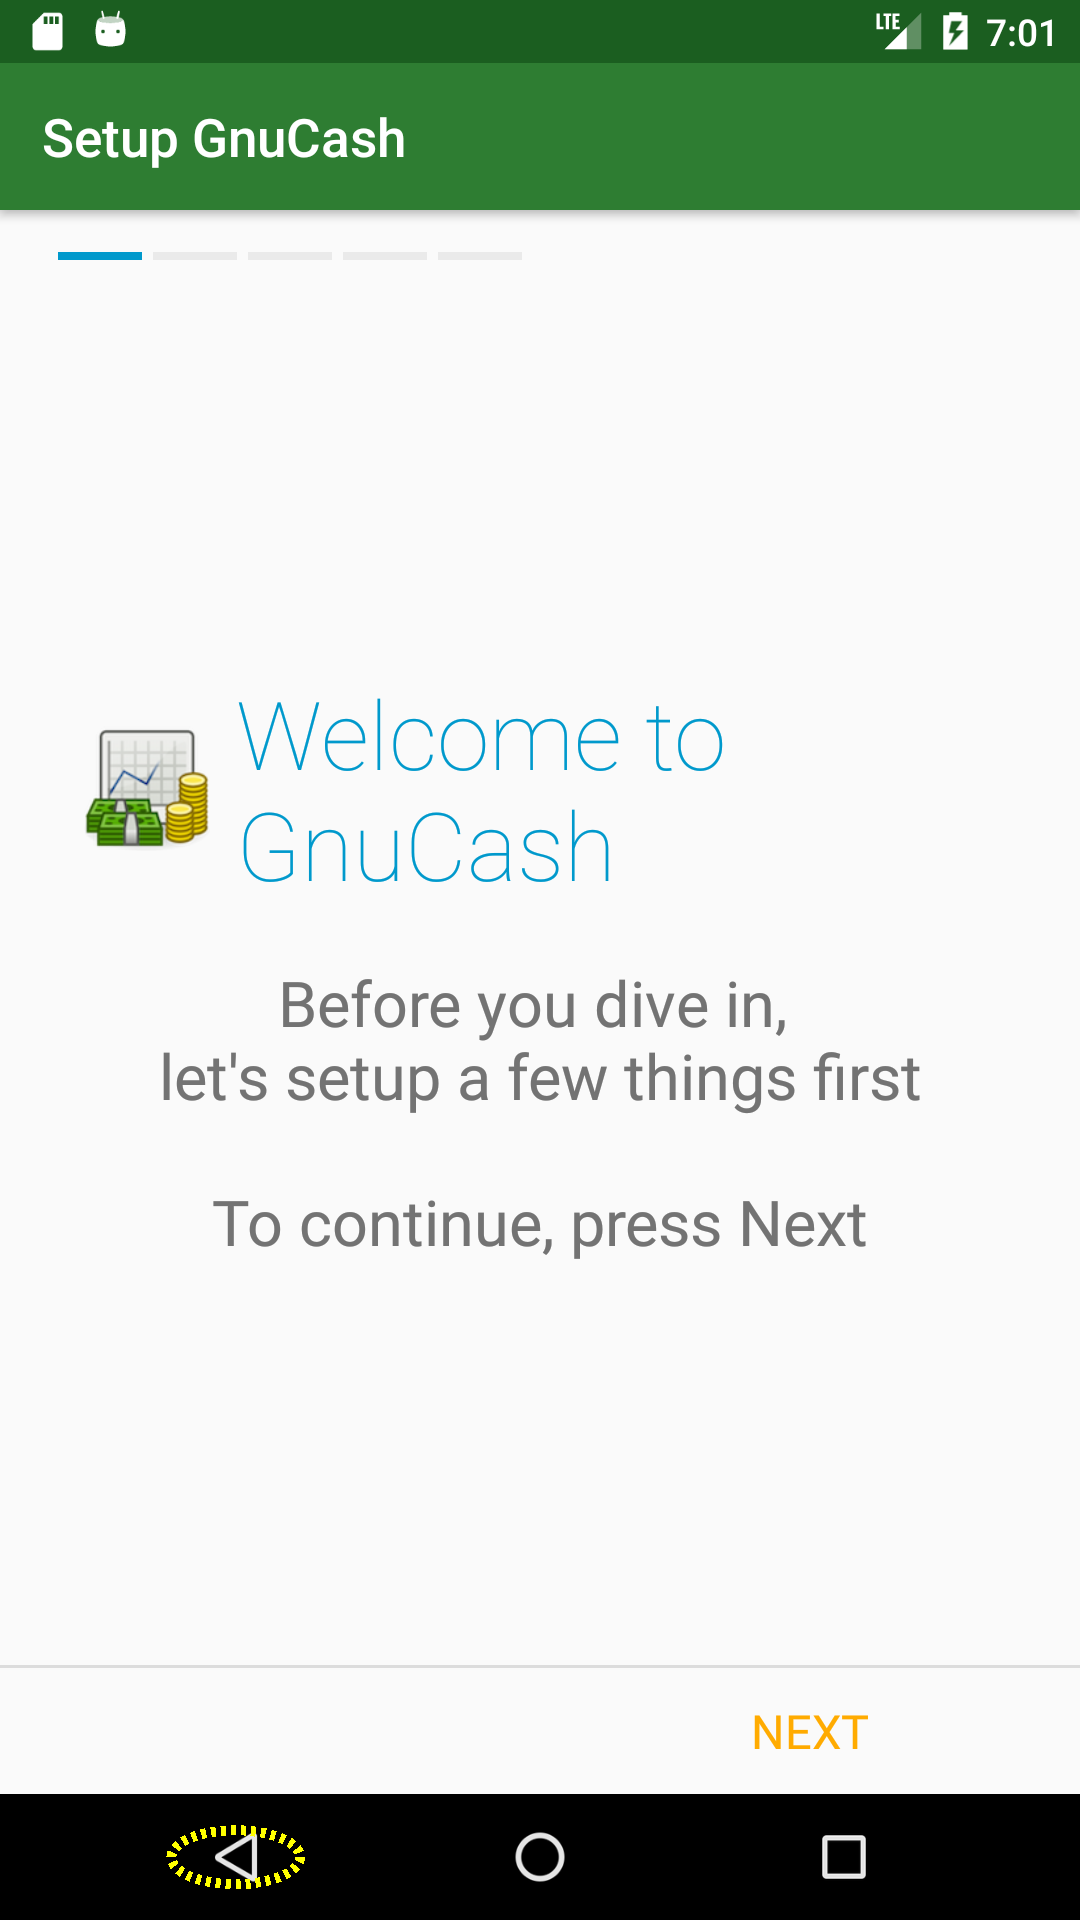 LTE 7:01
Setup GnuCash
Welcome to
GnuCash
Before you dive in,
let's setup a few things first
To continue, press Next
NEXT